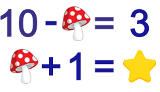 10 - = 3
+ 1 =